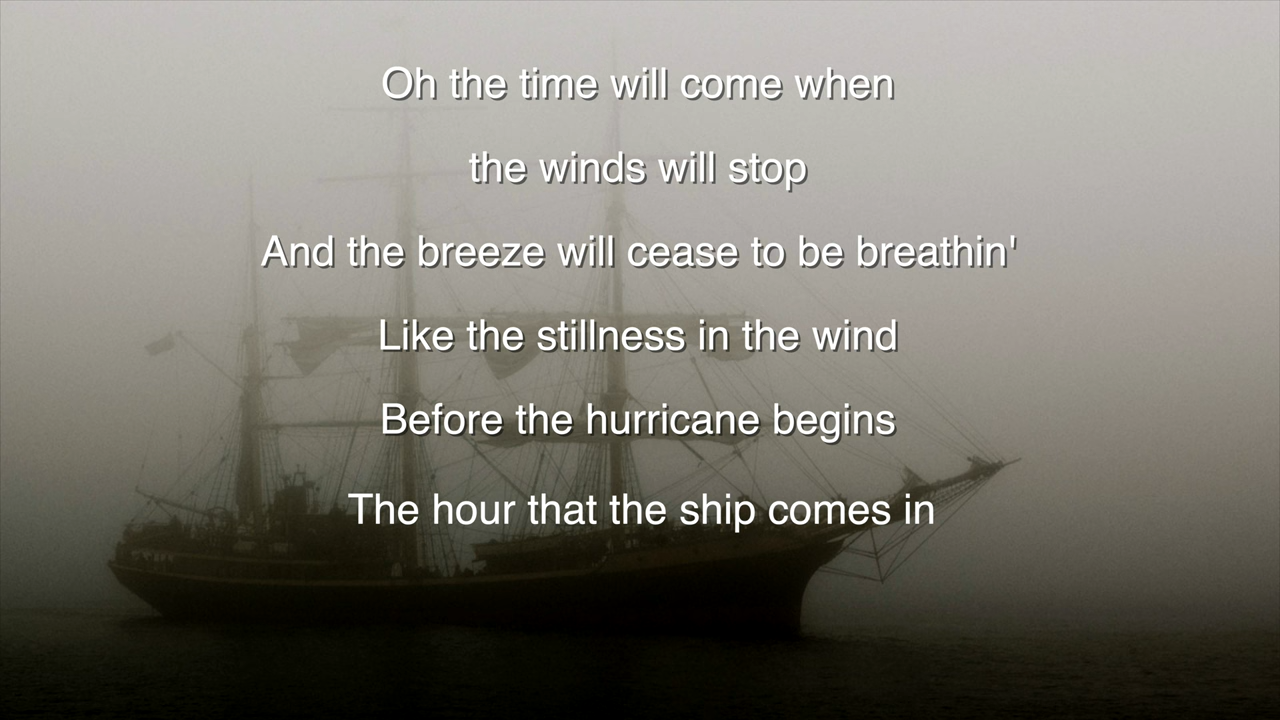 Oh the time will come when
the winds will stop
And the breeze will cease to be breathin'
Like the stillness in the wind
Before the hurricane begins
The hour that the ship comes in